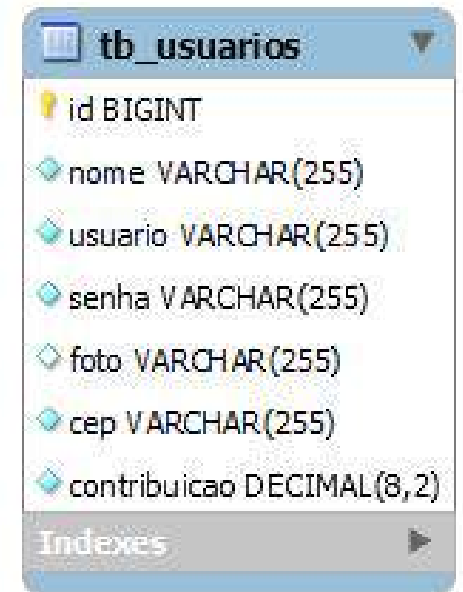 tb_usuarios
id BIGINT
nome VARCHAR(255)
usuario VARCHAR(255)
senha VARCHAR(255)
foto VARCHAR(255)
cep VARCHAR(255)
contribuicao DECIMAL(8,2)
Indexes